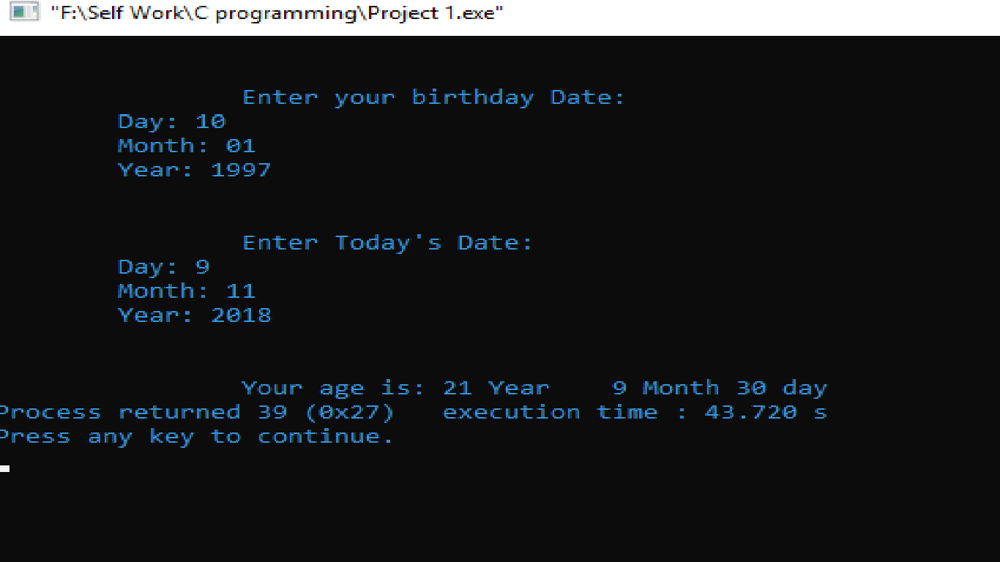 "F:\Self Work\C programming\Project 1.exe"
Enter your birthday Date:
Day: 10
Month: 01
Year: 1997
Enter Today's Date:
Day: 9
Month: 11
Year: 2018
Your age is: 21 Year 9 Month 30 day
Process returned 39 (0x27) execution time : 43.720 s
Press any key to continue.